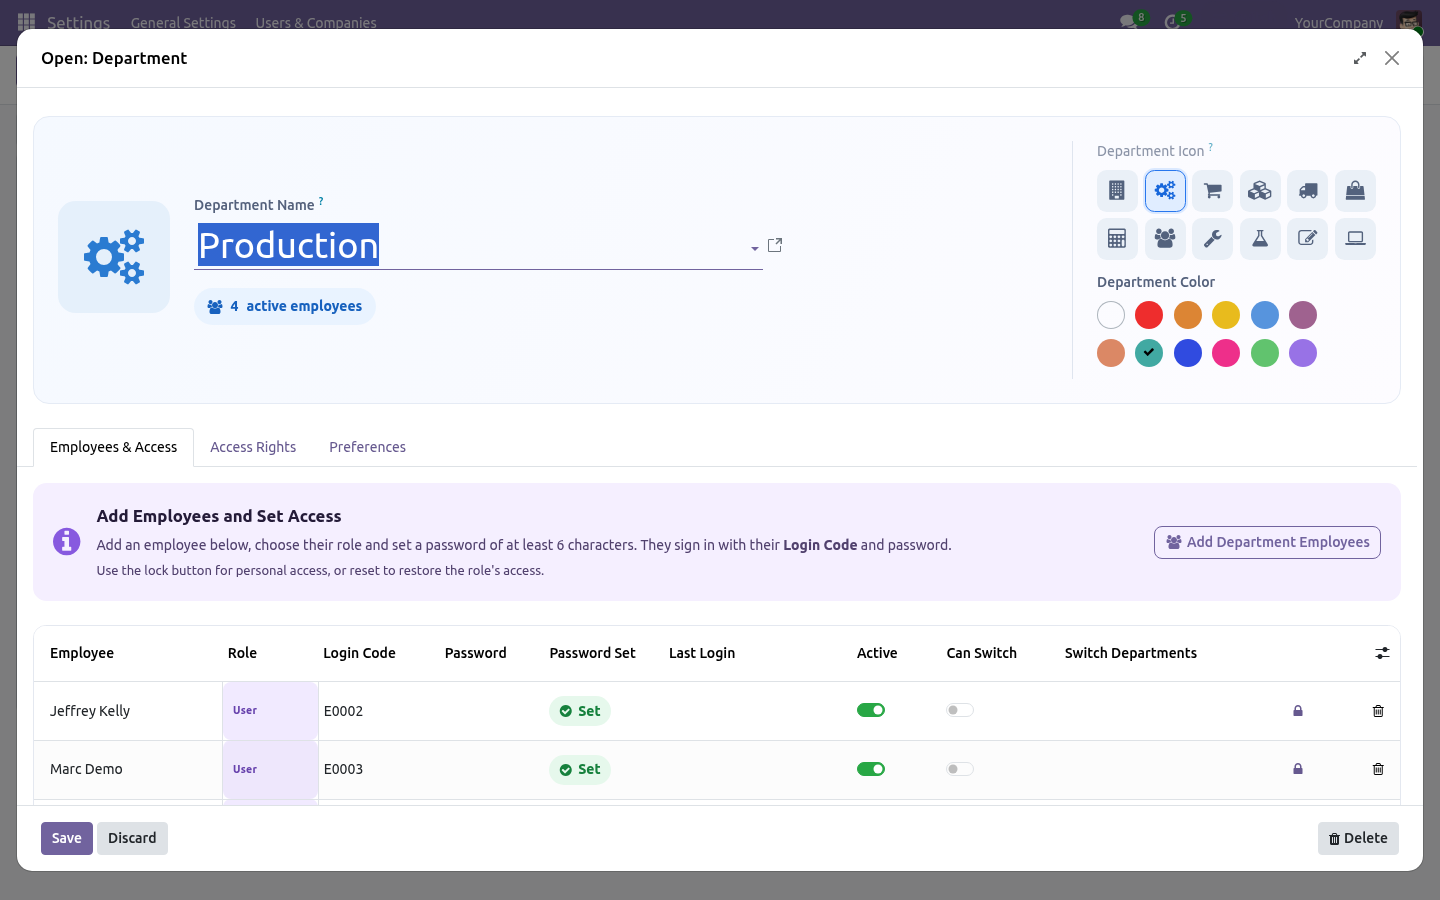 Settings General Settings Users & Companies 8 5 YourCompany
Open: Department
Department Icon ?
Department Name ?
Production
4 active employees
Department Color
Employees & Access Access Rights Preferences
Add Employees and Set Access
Add an employee below, choose their role and set a password of at least 6 characters. They sign in with their Login Code and password.
Use the lock button for personal access, or reset to restore the role's access.
Add Department Employees
Employee Role Login Code Password Password Set Last Login Active Can Switch Switch Departments
Jeffrey Kelly User E0002 Set
Marc Demo User E0003 Set
Save Discard Delete